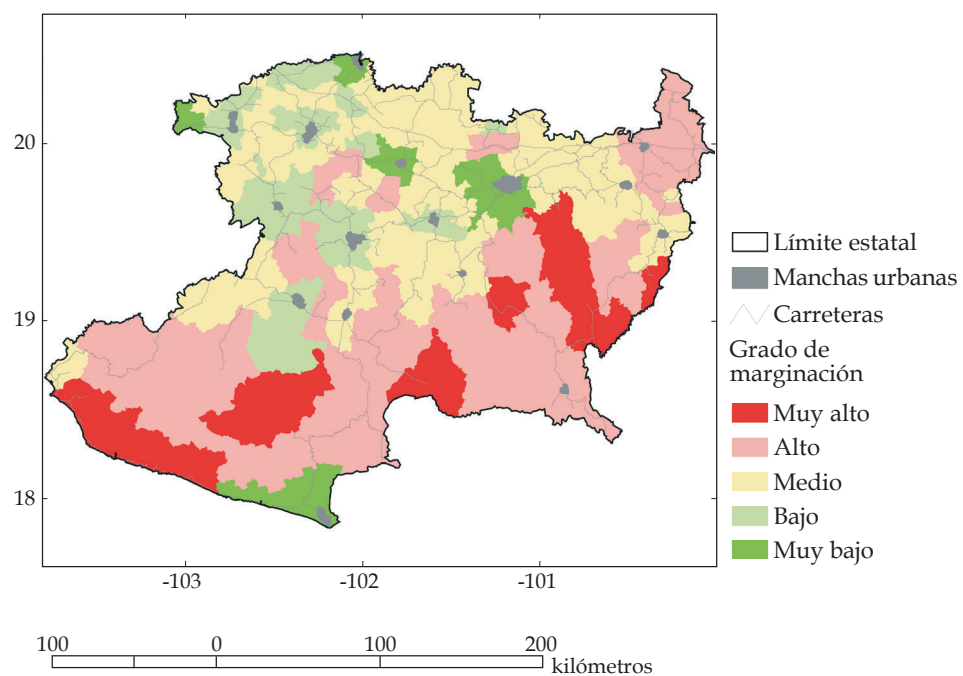 20
19
18
-103
-102
-101
Límite estatal
Manchas urbanas
Carreteras
Grado de
marginación
Muy alto
Alto
Medio
Bajo
Muy bajo
100 0 100 200
kilómetros